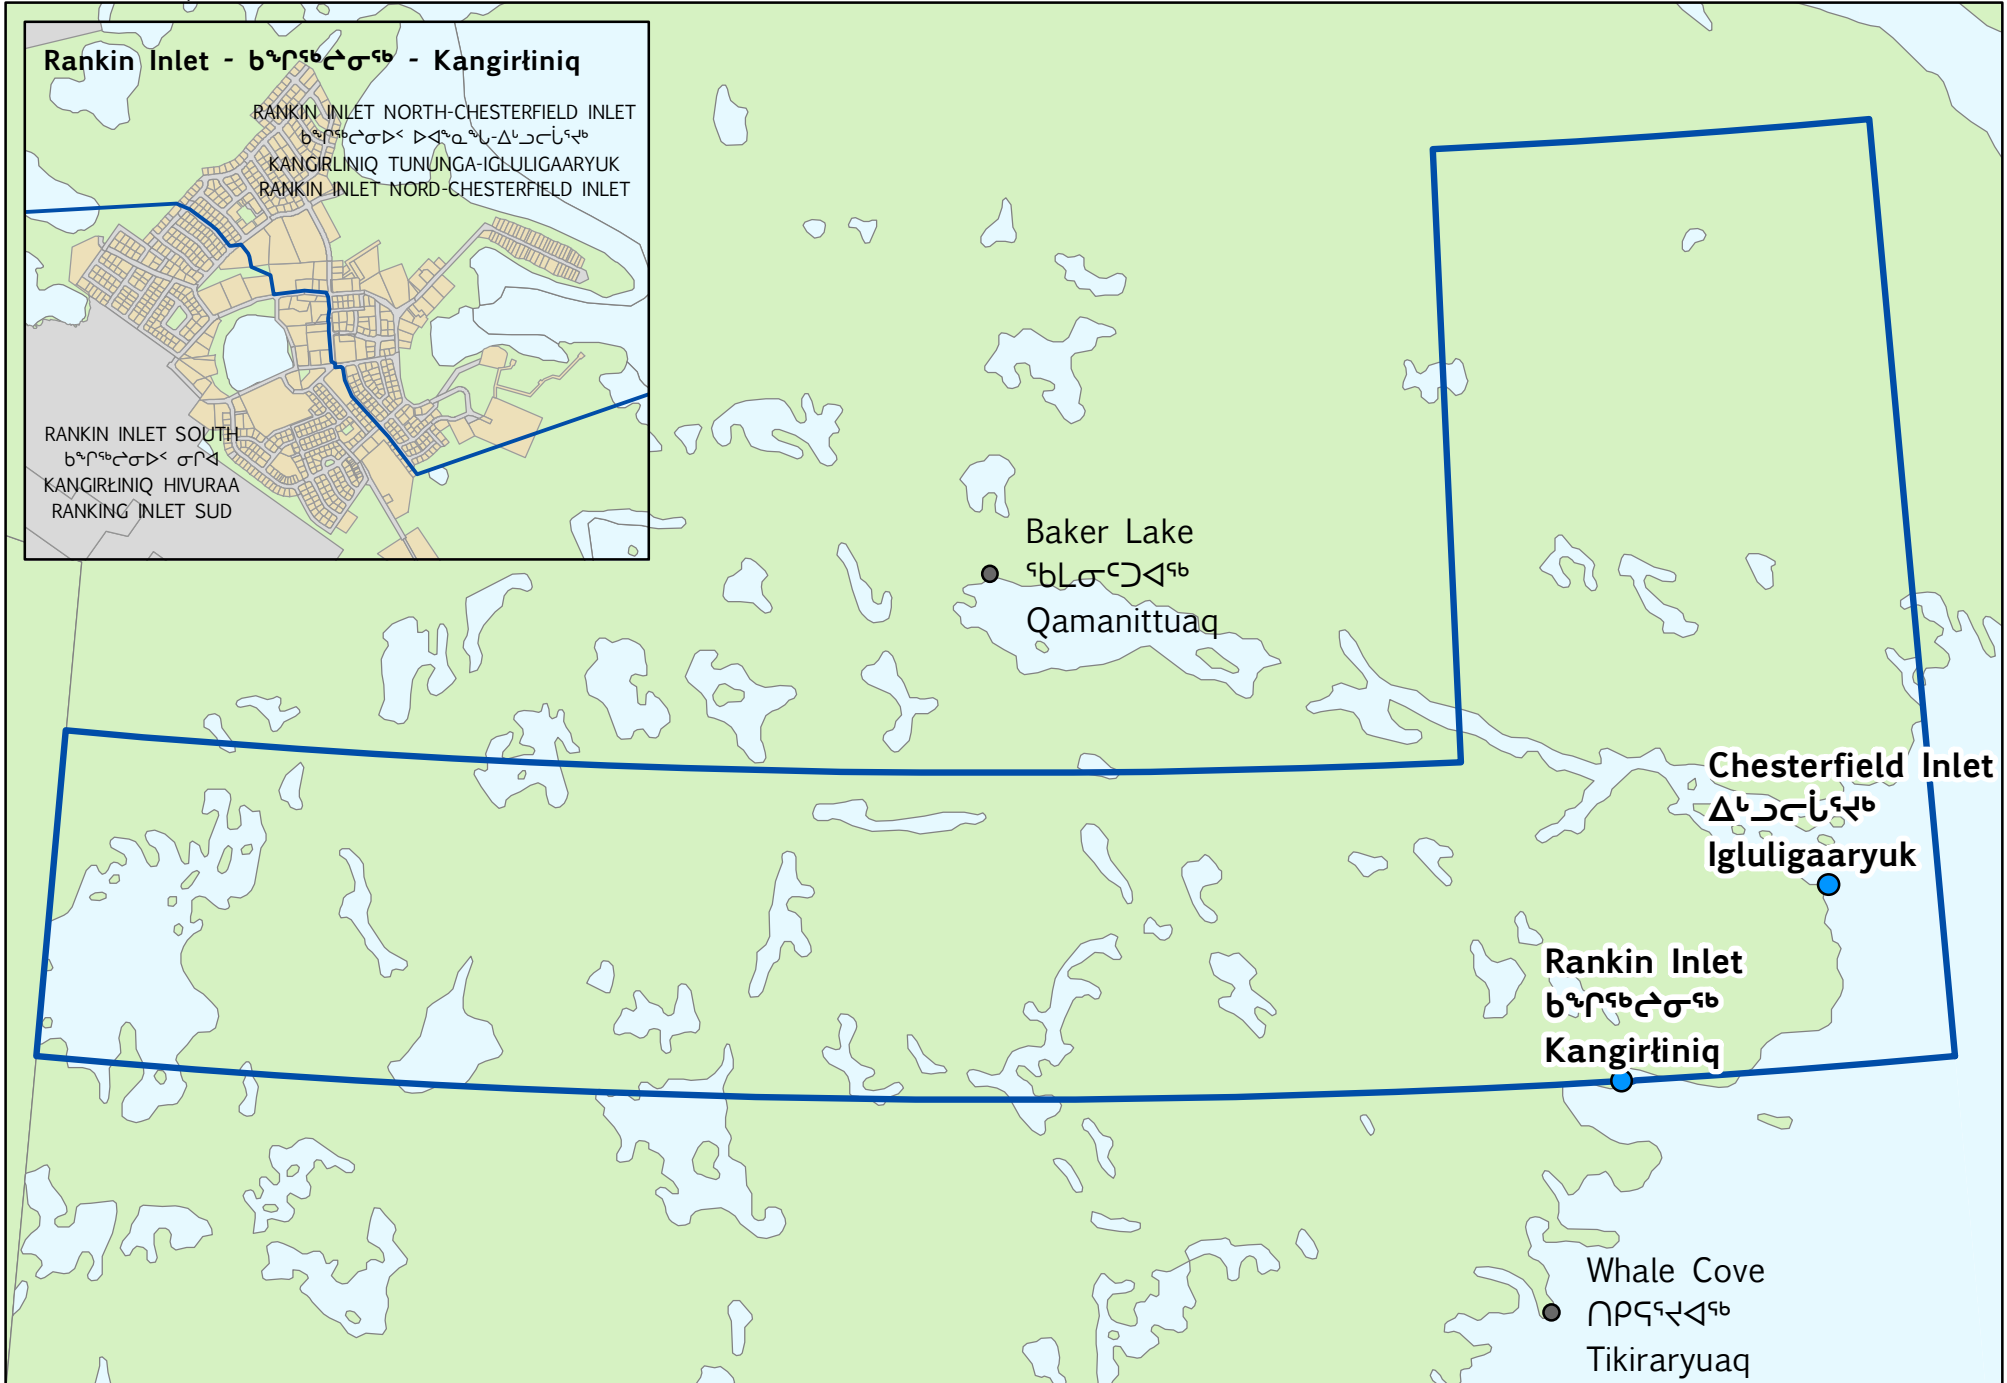 Rankin Inlet - ᑲᖏᖅᖠᓂᖅ - Kangirłiniq
RANKIN INLET NORTH-CHESTERFIELD INLET
ᑲᖏᖅᖠᓂᐅᑉ ᐅᐊᖕᓇᖓ-ᐃᒡᓗᓕᒑᕐᔪᒃ
KANGIRLINIQ TUNUNGA-IGLULIGAARYUK
RANKIN INLET NORD-CHESTERFIELD INLET
RANKIN INLET SOUTH
ᑲᖏᖅᖠᓂᐅᑉ ᓂᒋᐊ
KANGIRŁINIQ HIVURAA
RANKING INLET SUD
Baker Lake
ᖃᒪᓂᑦᑐᐊᖅ
Qamanittuaq
Chesterfield Inlet
ᐃᒡᓗᓕᒑᕐᔪᒃ
Igluligaaryuk
Rankin Inlet
ᑲᖏᖅᖠᓂᖅ
Kangirłiniq
Whale Cove
ᑎᑭᕋᕐᔪᐊᖅ
Tikiraryuaq